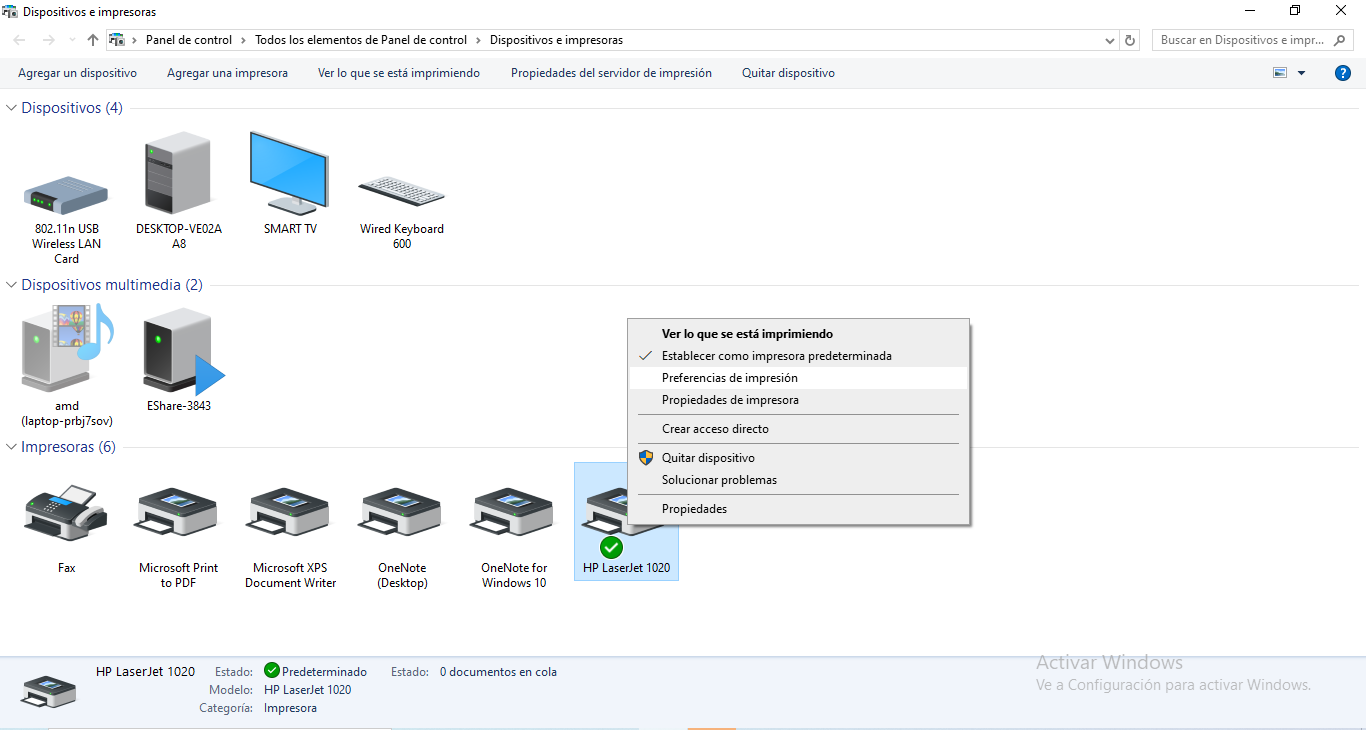 Dispositivos e impresoras
Panel de control > Todos los elementos de Panel de control > Dispositivos e impresoras
Buscar en Dispositivos e impr...
Agregar un dispositivo
Agregar una impresora
Ver lo que se está imprimiendo
Propiedades del servidor de impresión
Quitar dispositivo
?
Dispositivos (4)
802.11n USB
Wireless LAN
Card
DESKTOP-VE02A
A8
SMART TV
Wired Keyboard
600
Dispositivos multimedia (2)
amd
(laptop-prbj7sov)
EShare-3843
Ver lo que se está imprimiendo
Establecer como impresora predeterminada
Preferencias de impresión
Propiedades de impresora
Crear acceso directo
Quitar dispositivo
Solucionar problemas
Propiedades
Impresoras (6)
Fax
Microsoft Print
to PDF
Microsoft XPS
Document Writer
OneNote
(Desktop)
OneNote for
Windows 10
HP LaserJet 1020
HP LaserJet 1020
Estado: Predeterminado
Estado: 0 documentos en cola
Modelo: HP LaserJet 1020
Categoría: Impresora
Activar Windows
Ve a Configuración para activar Windows.